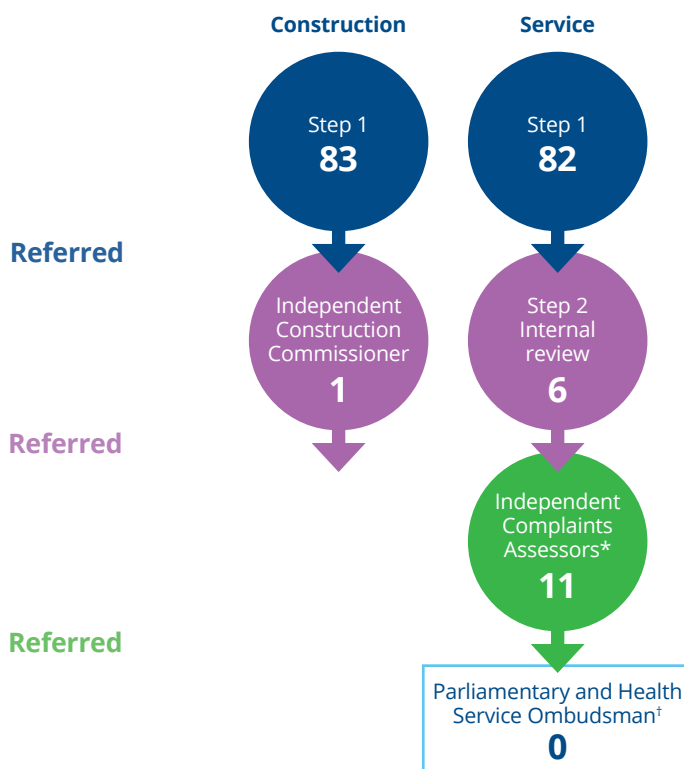 Construction
Service
Step 1
83
Step 1
82
Referred
Independent
Construction
Commissioner
1
Step 2
Internal
review
6
Referred
Independent
Complaints
Assessors*
11
Referred
Parliamentary and Health
Service Ombudsman†
0